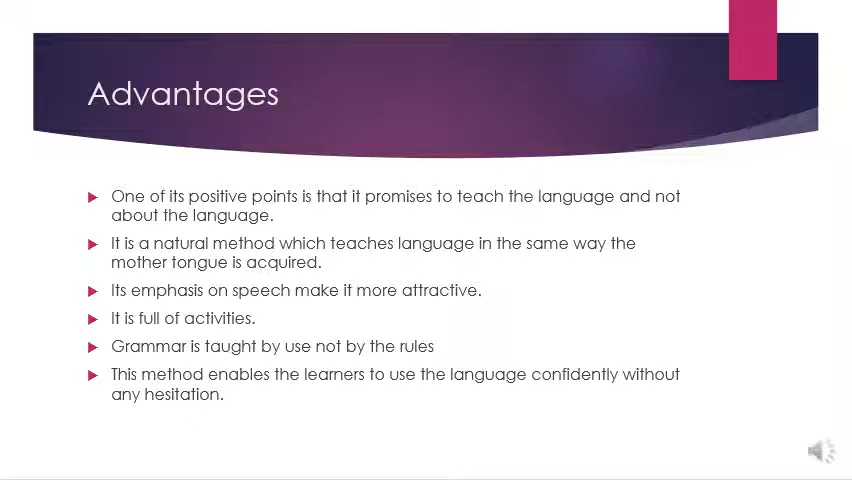 Advantages
One of its positive points is that it promises to teach the language and not
about the language.
It is a natural method which teaches language in the same way the
mother tongue is acquired.
Its emphasis on speech make it more attractive.
It is full of activities.
Grammar is taught by use not by the rules
This method enables the learners to use the language confidently without
any hesitation.